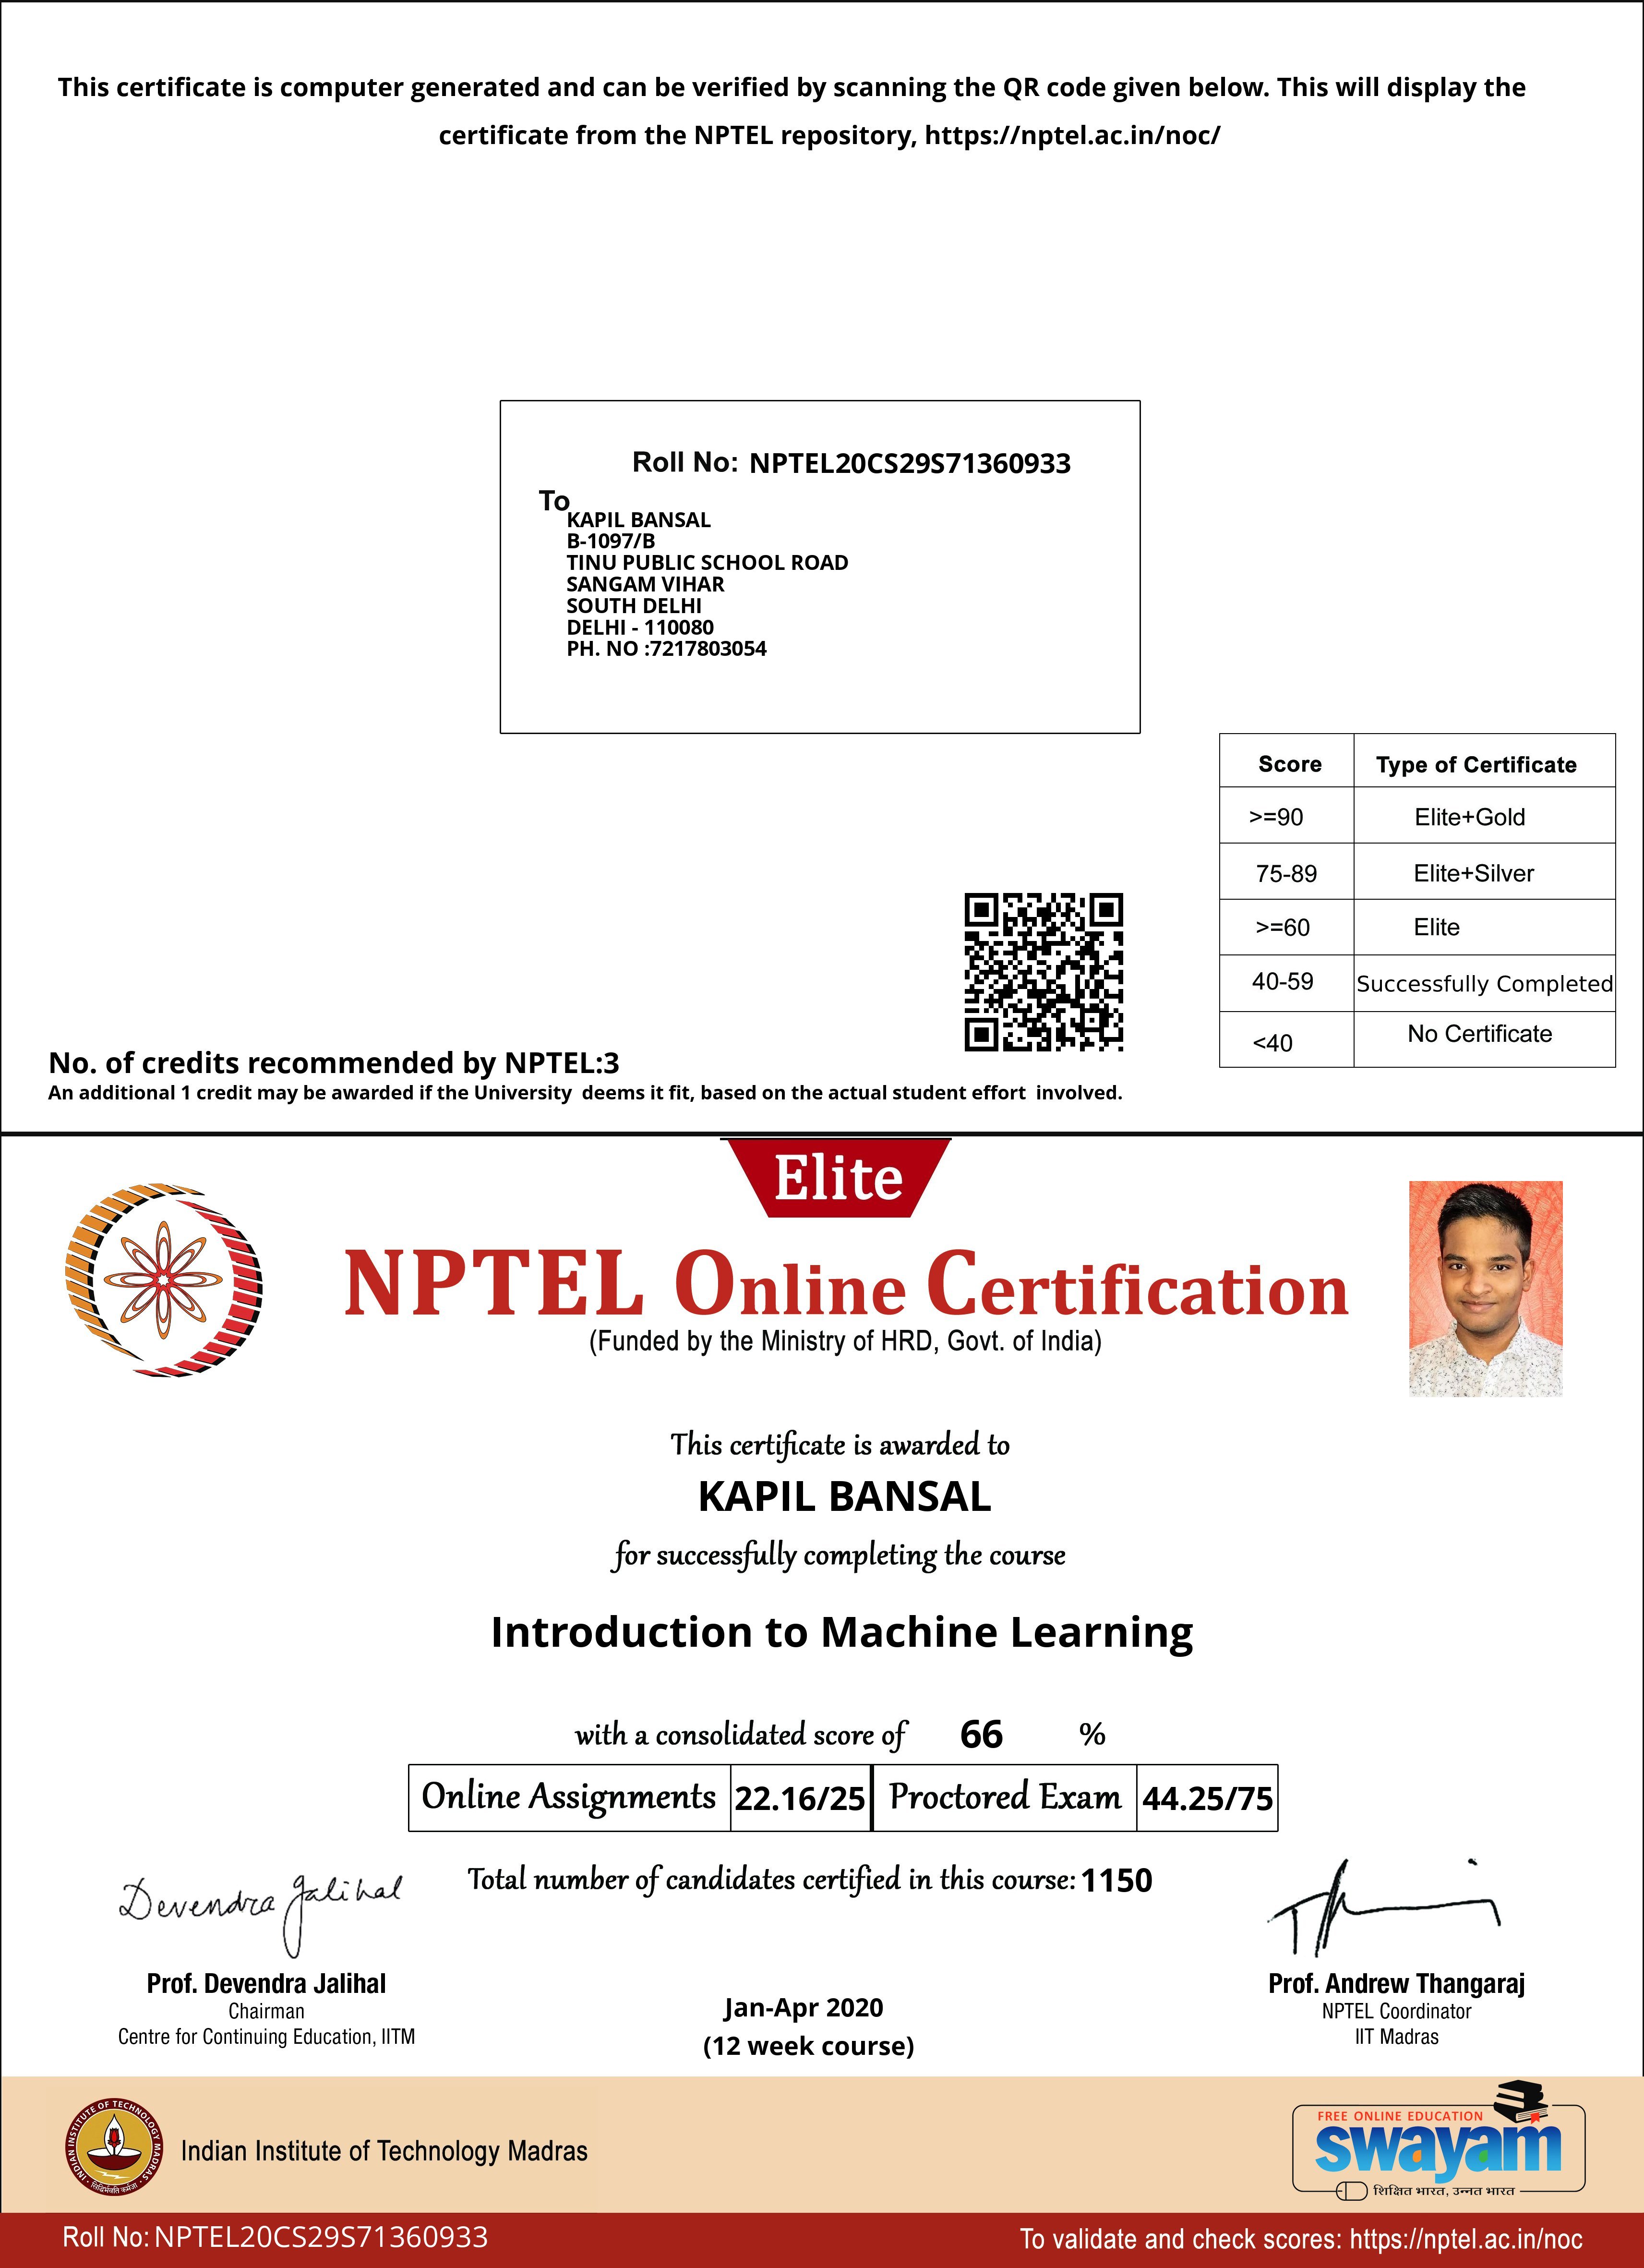 This certificate is computer generated and can be verified by scanning the QR code given below. This will display the
certificate from the NPTEL repository, https://nptel.ac.in/noc/
Roll No: NPTEL20CS29S71360933
To
KAPIL BANSAL
B-1097/B
TINU PUBLIC SCHOOL ROAD
SANGAM VIHAR
SOUTH DELHI
DELHI - 110080
PH. NO :7217803054
Score Type of Certificate
>=90 Elite+Gold
75-89 Elite+Silver
>=60 Elite
40-59 Successfully Completed
<40 No Certificate
No. of credits recommended by NPTEL:3
An additional 1 credit may be awarded if the University deems it fit, based on the actual student effort involved.
Elite
NPTEL Online Certification
(Funded by the Ministry of HRD, Govt. of India)
This certificate is awarded to
KAPIL BANSAL
for successfully completing the course
Introduction to Machine Learning
with a consolidated score of 66 %
Online Assignments 22.16/25 Proctored Exam 44.25/75
Total number of candidates certified in this course: 1150
Devendra Jalihal
Prof. Devendra Jalihal
Chairman
Centre for Continuing Education, IITM
Jan-Apr 2020
(12 week course)
Prof. Andrew Thangaraj
NPTEL Coordinator
IIT Madras
INDIAN INSTITUTE OF TECHNOLOGY MADRAS
सिद्धिर्भवति कर्मजा
Indian Institute of Technology Madras
FREE ONLINE EDUCATION
swayam
शिक्षित भारत, उन्नत भारत
Roll No: NPTEL20CS29S71360933
To validate and check scores: https://nptel.ac.in/noc